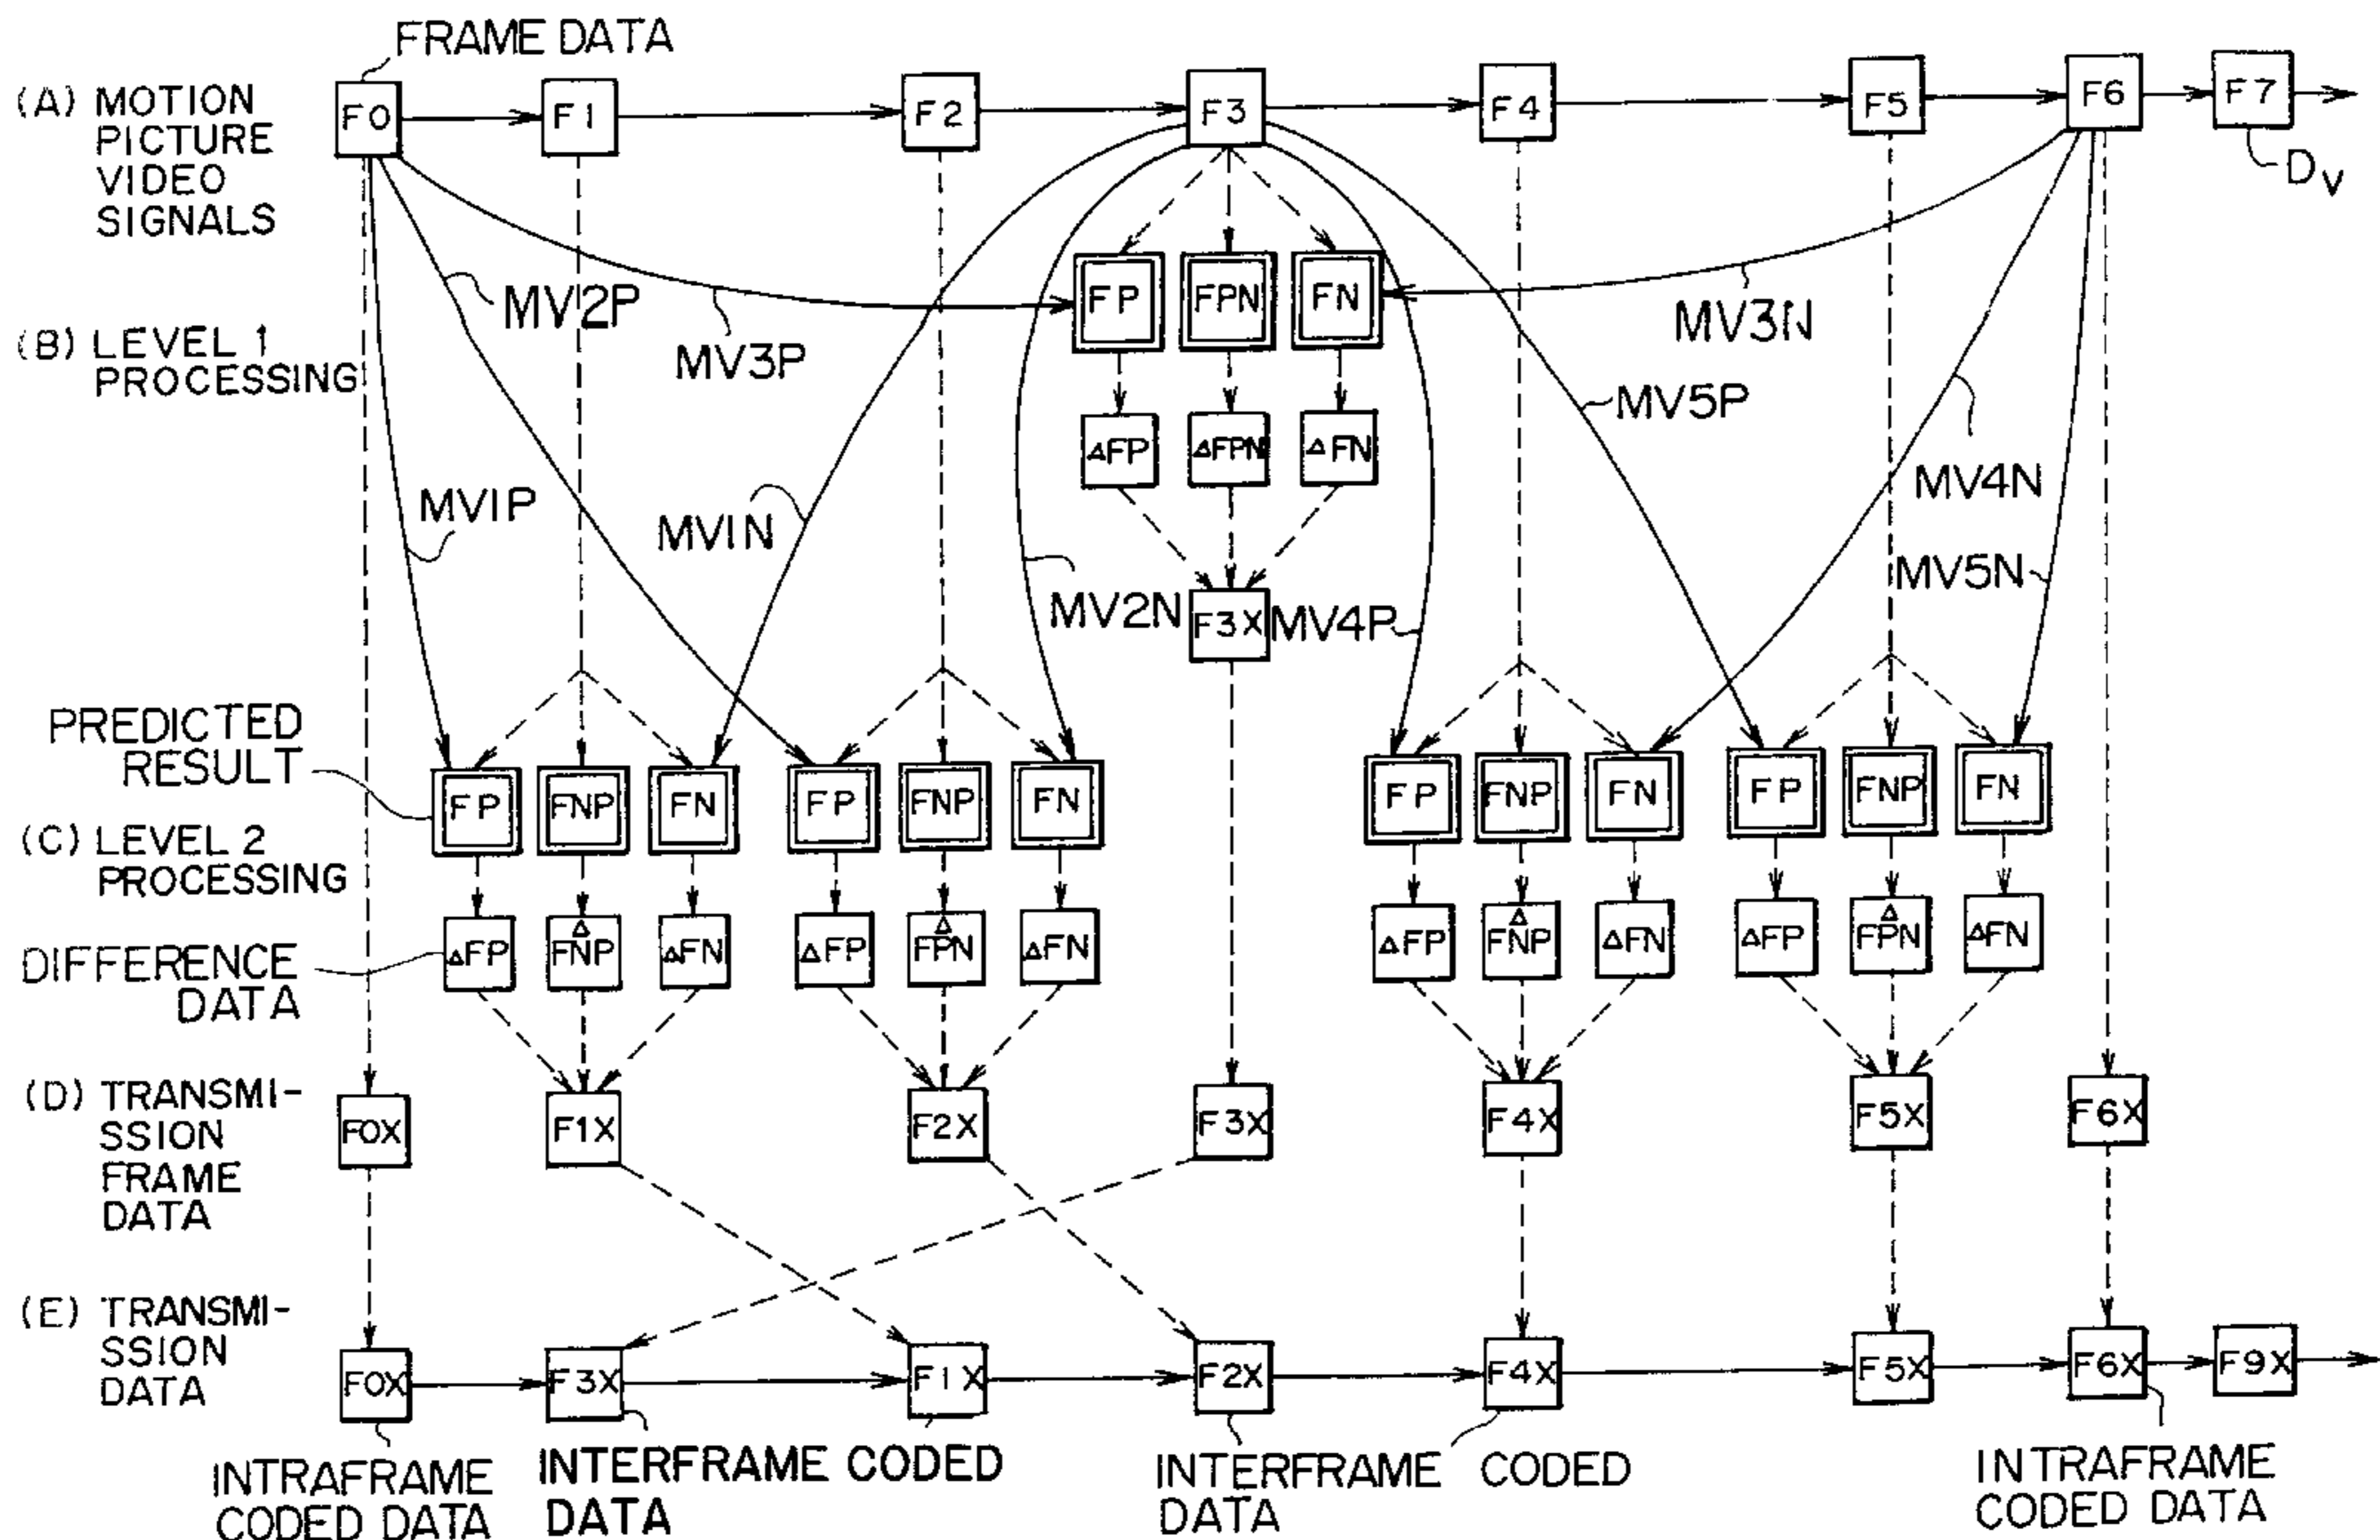 FRAME DATA
(A) MOTION
PICTURE
VIDEO
SIGNALS
F0 F1 F2 F3 F4 F5 F6 F7
DV
MV2P
MV3P
FP FPN FN
MV3N
(B) LEVEL 1
PROCESSING
MV5P
ΔFP ΔFPN ΔFN
MV1P
MV1N
MV4N
MV2N
F3X
MV4P
MV5N
PREDICTED
RESULT
FP FNP FN FP FNP FN FP FNP FN FP FNP FN
(C) LEVEL 2
PROCESSING
DIFFERENCE
DATA
ΔFP ΔFNP ΔFN ΔFP ΔFPN ΔFN ΔFP ΔFNP ΔFN ΔFP ΔFPN ΔFN
(D) TRANSMI-
SSION
FRAME
DATA
F0X F1X F2X F3X F4X F5X F6X
(E) TRANSMI-
SSION
DATA
F0X F3X F1X F2X F4X F5X F6X F9X
INTRAFRAME
CODED DATA
INTERFRAME CODED
DATA
INTERFRAME CODED
DATA
INTRAFRAME
CODED DATA